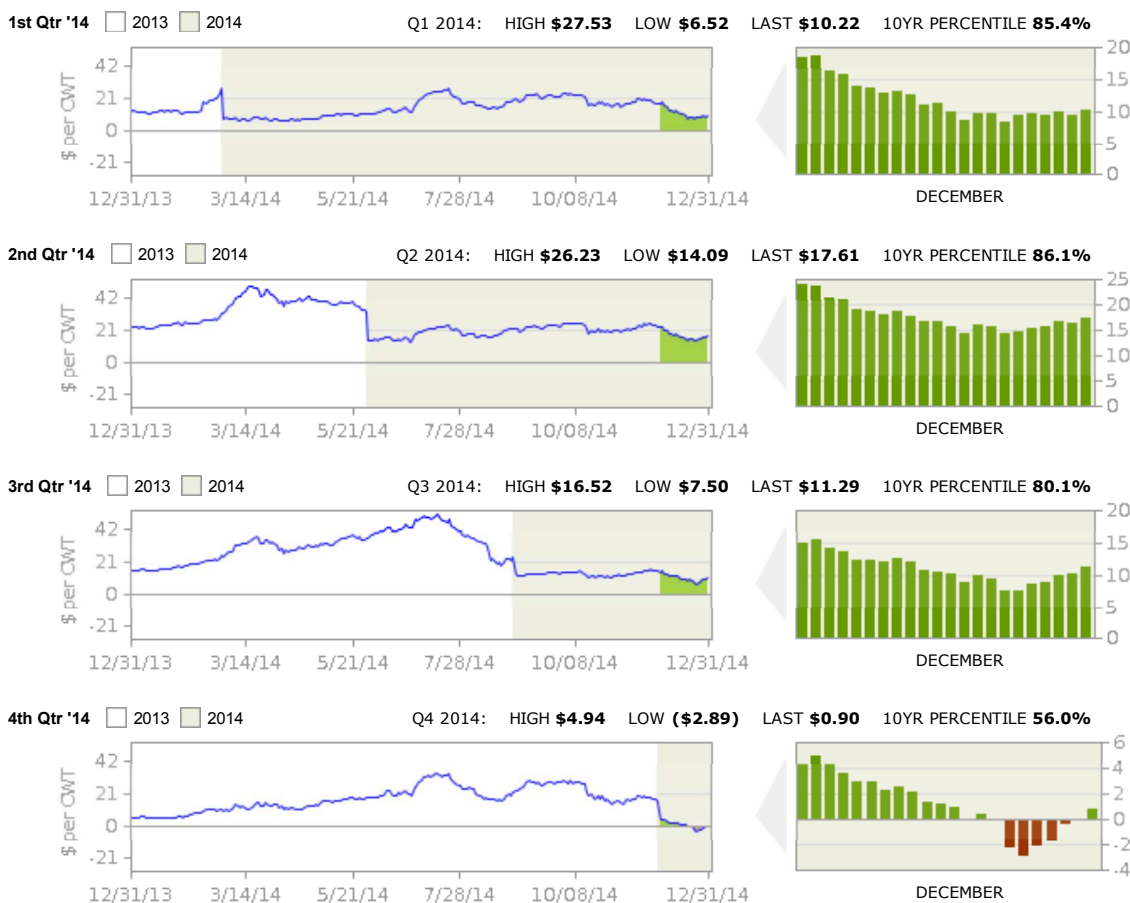 1st Qtr '14 2013 2014 Q1 2014: HIGH $27.53 LOW $6.52 LAST $10.22 10YR PERCENTILE 85.4%
$ per CWT
42
21
0
-21
12/31/13 3/14/14 5/21/14 7/28/14 10/08/14 12/31/14
20
15
10
5
0
DECEMBER
2nd Qtr '14 2013 2014 Q2 2014: HIGH $26.23 LOW $14.09 LAST $17.61 10YR PERCENTILE 86.1%
$ per CWT
42
21
0
-21
12/31/13 3/14/14 5/21/14 7/28/14 10/08/14 12/31/14
25
20
15
10
5
0
DECEMBER
3rd Qtr '14 2013 2014 Q3 2014: HIGH $16.52 LOW $7.50 LAST $11.29 10YR PERCENTILE 80.1%
$ per CWT
42
21
0
-21
12/31/13 3/14/14 5/21/14 7/28/14 10/08/14 12/31/14
20
15
10
5
0
DECEMBER
4th Qtr '14 2013 2014 Q4 2014: HIGH $4.94 LOW ($2.89) LAST $0.90 10YR PERCENTILE 56.0%
$ per CWT
42
21
0
-21
12/31/13 3/14/14 5/21/14 7/28/14 10/08/14 12/31/14
6
4
2
0
-2
-4
DECEMBER